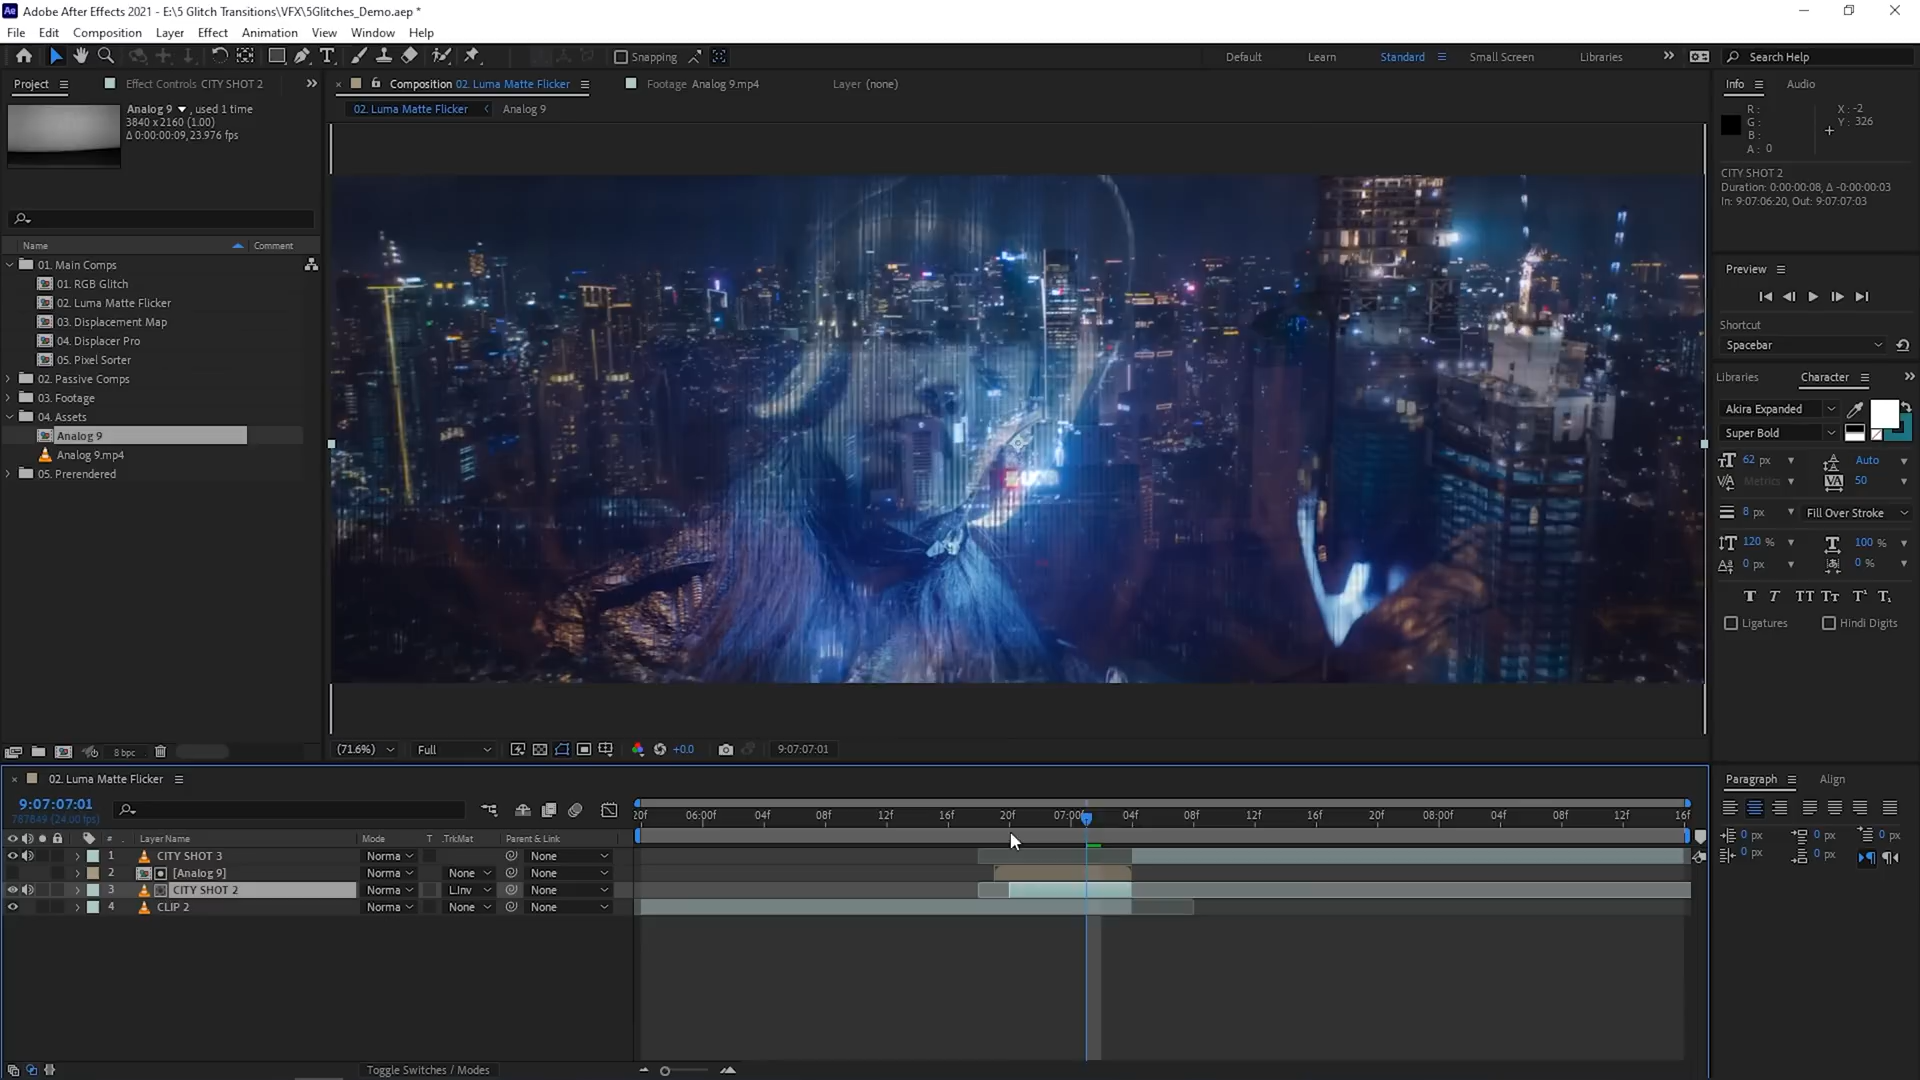 Adobe After Effects 2021 - E:\5 Glitch Transitions\VFX\5Glitches_Demo.aep *
File Edit Composition Layer Effect Animation View Window Help
Snapping
Default Learn Standard Small Screen Libraries
Search Help
Project
Effect Controls CITY SHOT 2
Composition 02. Luma Matte Flicker
Footage Analog 9.mp4
Layer (none)
02. Luma Matte Flicker
Analog 9
Analog 9 , used 1 time
3840 x 2160 (1.00)
Δ 0:00:00:09, 23.976 fps
Name
Comment
01. Main Comps
01. RGB Glitch
02. Luma Matte Flicker
03. Displacement Map
04. Displacer Pro
05. Pixel Sorter
02. Passive Comps
03. Footage
04. Assets
Analog 9
Analog 9.mp4
05. Prerendered
8 bpc
(71.6%)
Full
+0.0
9:07:07:01
Info Audio
R :
G :
B :
A : 0
X : -2
Y : 326
CITY SHOT 2
Duration: 0:00:00:08, Δ -0:00:00:03
In: 9:07:06:20, Out: 9:07:07:03
Preview
Shortcut
Spacebar
Libraries Character
Akira Expanded
Super Bold
62 px
Auto
Metrics
50
8 px
Fill Over Stroke
120 %
100 %
0 px
0 %
T T TT Tt T¹ T₁
Ligatures
Hindi Digits
Paragraph Align
0 px 0 px 0 px
0 px 0 px
02. Luma Matte Flicker
9:07:07:01
787849 (24.00 fps)
# Layer Name Mode T .TrkMat Parent & Link
1 CITY SHOT 3 Norma None
2 [Analog 9] Norma None None
3 CITY SHOT 2 Norma L.Inv None
4 CLIP 2 Norma None None
20f 06:00f 04f 08f 12f 16f 20f 07:00f 04f 08f 12f 16f 20f 08:00f 04f 08f 12f 16f
Toggle Switches / Modes